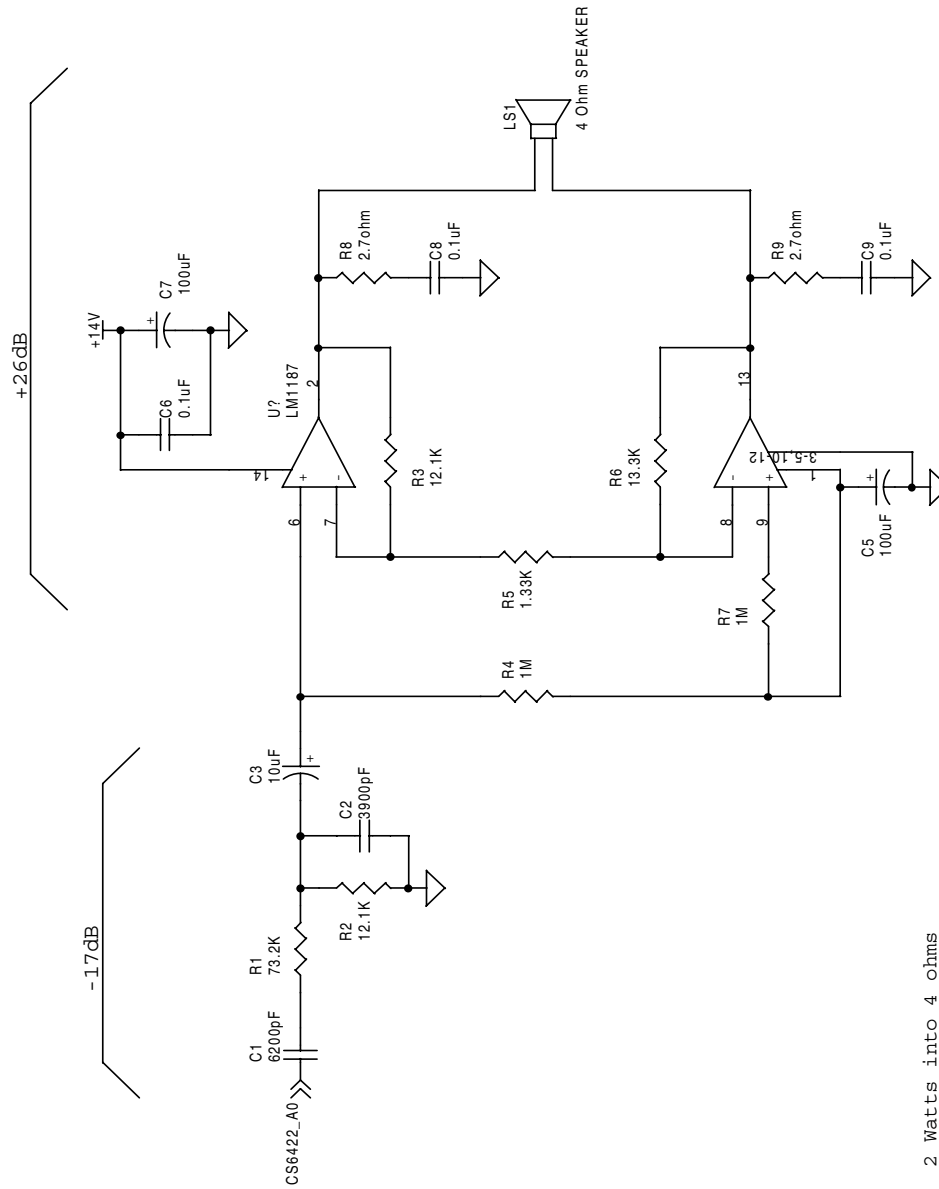 +26dB
-17dB
+14V
C7
100uF
C6
0.1uF
U?
LM1187
14
6
7
2
+
-
R3
12.1K
R8
2.7ohm
C8
0.1uF
LS1
4 Ohm SPEAKER
CS6422_A0
C1
6200pF
R1
73.2K
R2
12.1K
C2
3900pF
C3
10uF
+
R4
1M
R5
1.33K
R6
13.3K
R7
1M
8
9
-
+
13
3-5,10-12
1
C5
100uF
+
R9
2.7ohm
C9
0.1uF
+
2 Watts into 4 ohms